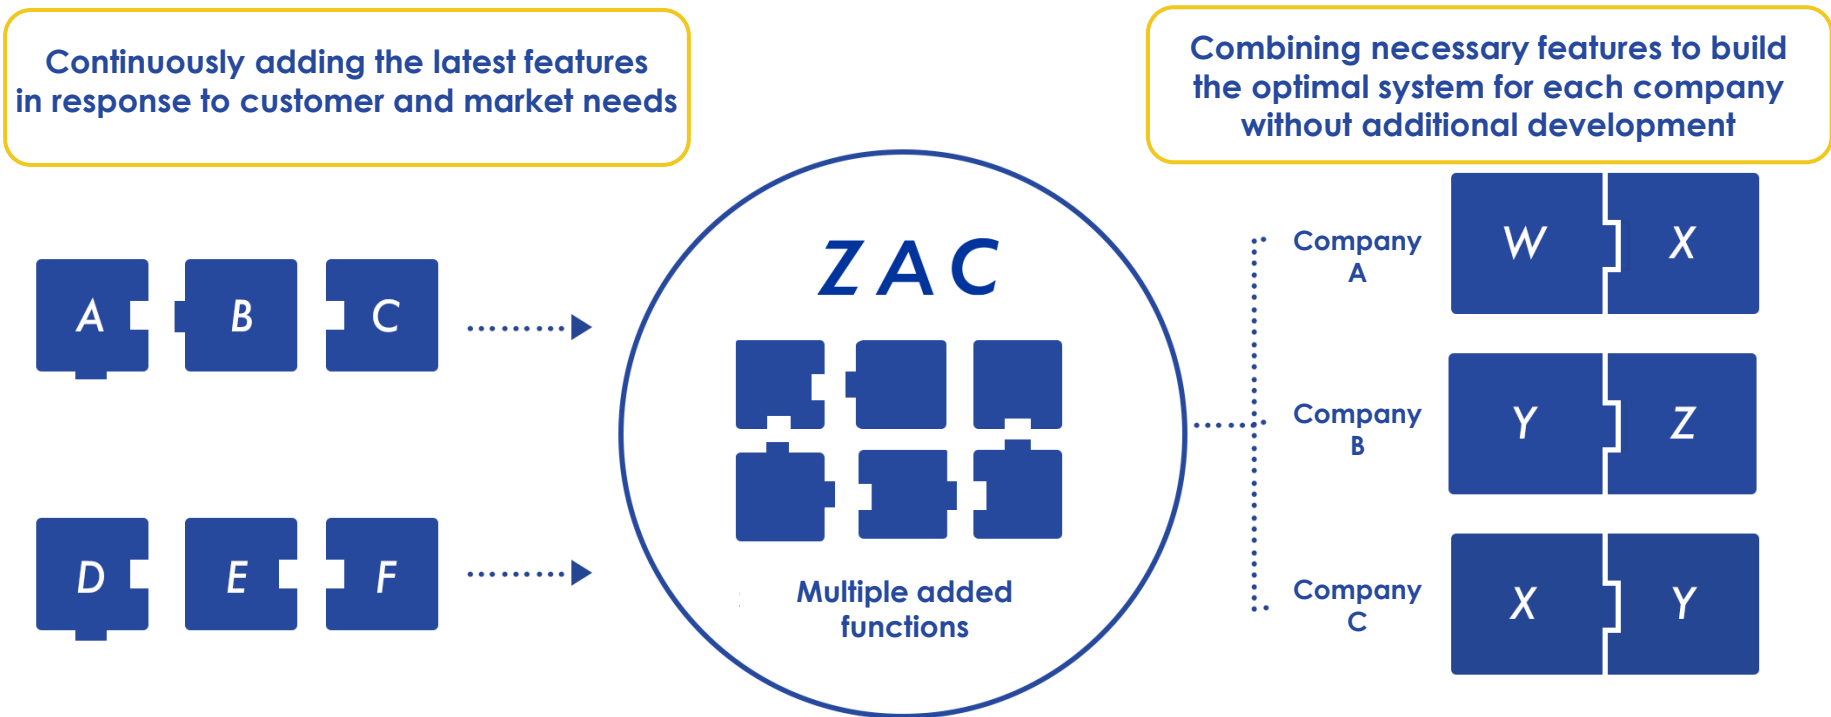 Continuously adding the latest features
in response to customer and market needs
Combining necessary features to build
the optimal system for each company
without additional development
A B C
D E F
ZAC
Multiple added
functions
Company
A
W X
Company
B
Y Z
Company
C
X Y